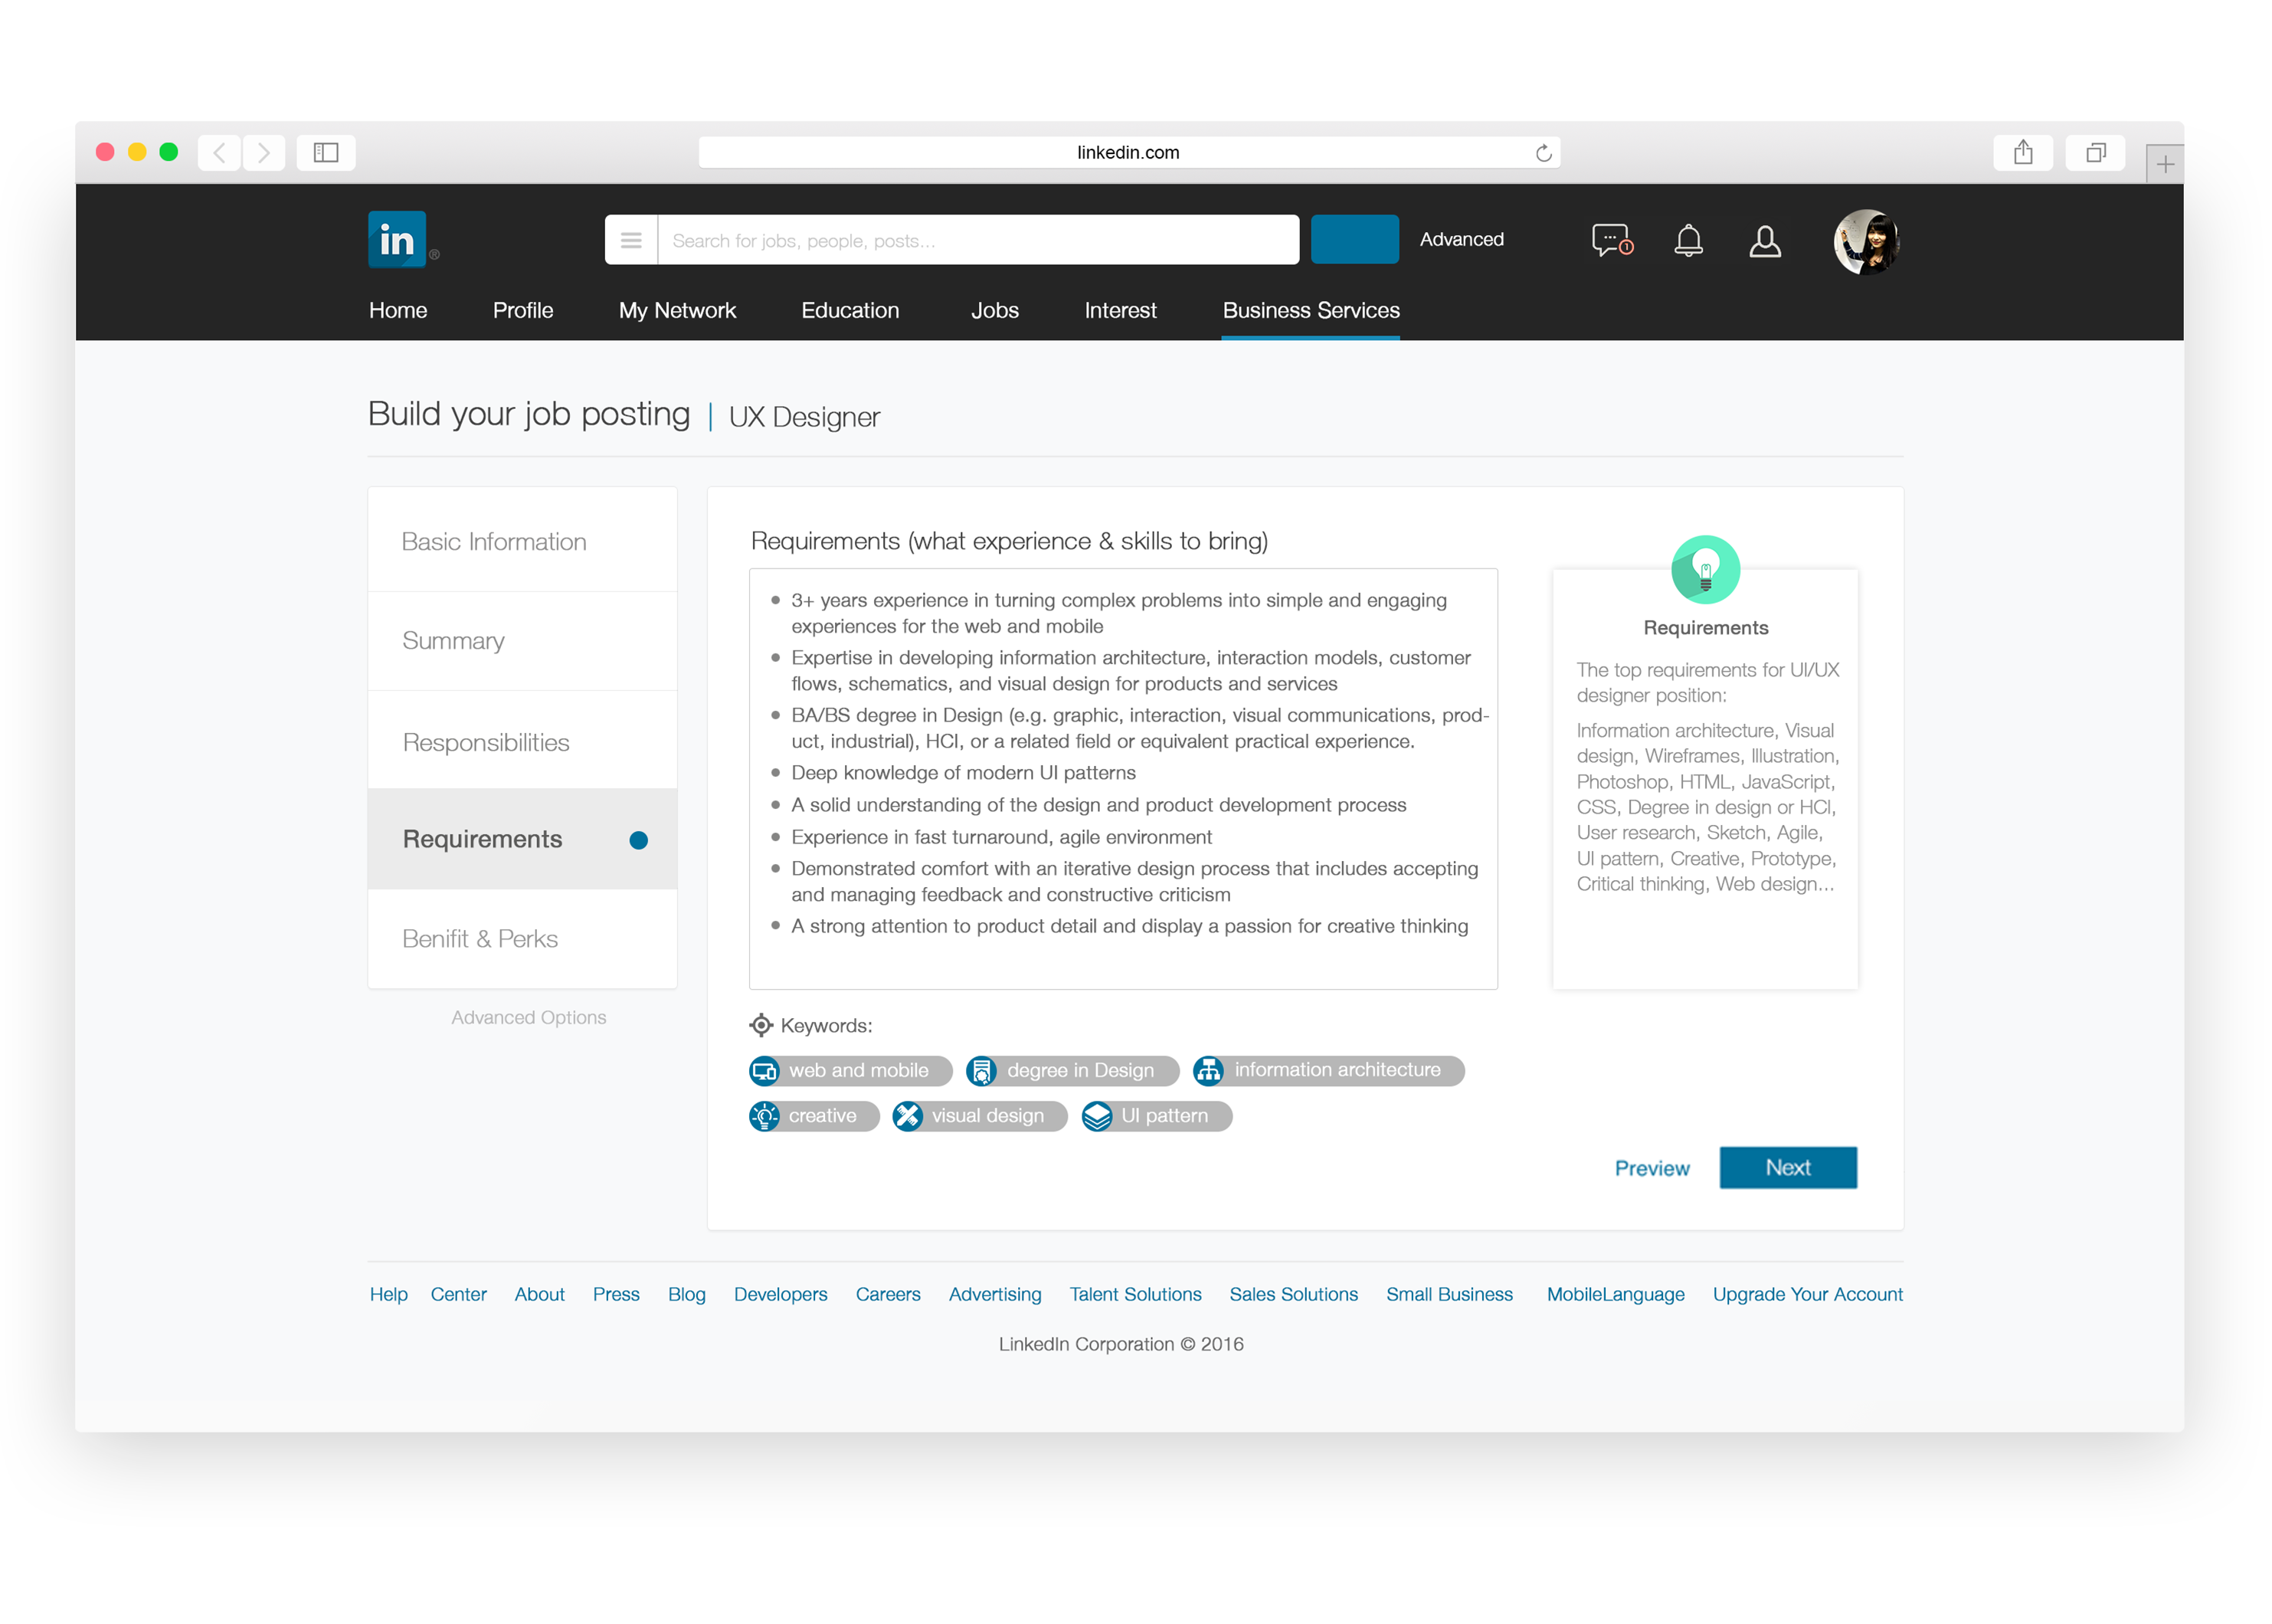 linkedin.com
in ®
Search for jobs, people, posts...
Advanced
1
Home Profile My Network Education Jobs Interest Business Services
Build your job posting | UX Designer
Basic Information
Summary
Responsibilities
Requirements
Benifit & Perks
Advanced Options
Requirements (what experience & skills to bring)
• 3+ years experience in turning complex problems into simple and engaging
experiences for the web and mobile
• Expertise in developing information architecture, interaction models, customer
flows, schematics, and visual design for products and services
• BA/BS degree in Design (e.g. graphic, interaction, visual communications, prod-
uct, industrial), HCI, or a related field or equivalent practical experience.
• Deep knowledge of modern UI patterns
• A solid understanding of the design and product development process
• Experience in fast turnaround, agile environment
• Demonstrated comfort with an iterative design process that includes accepting
and managing feedback and constructive criticism
• A strong attention to product detail and display a passion for creative thinking
Requirements
The top requirements for UI/UX
designer position:
Information architecture, Visual
design, Wireframes, Illustration,
Photoshop, HTML, JavaScript,
CSS, Degree in design or HCI,
User research, Sketch, Agile,
UI pattern, Creative, Prototype,
Critical thinking, Web design...
Keywords:
web and mobile degree in Design information architecture
creative visual design UI pattern
Preview Next
Help Center About Press Blog Developers Careers Advertising Talent Solutions Sales Solutions Small Business MobileLanguage Upgrade Your Account
LinkedIn Corporation © 2016